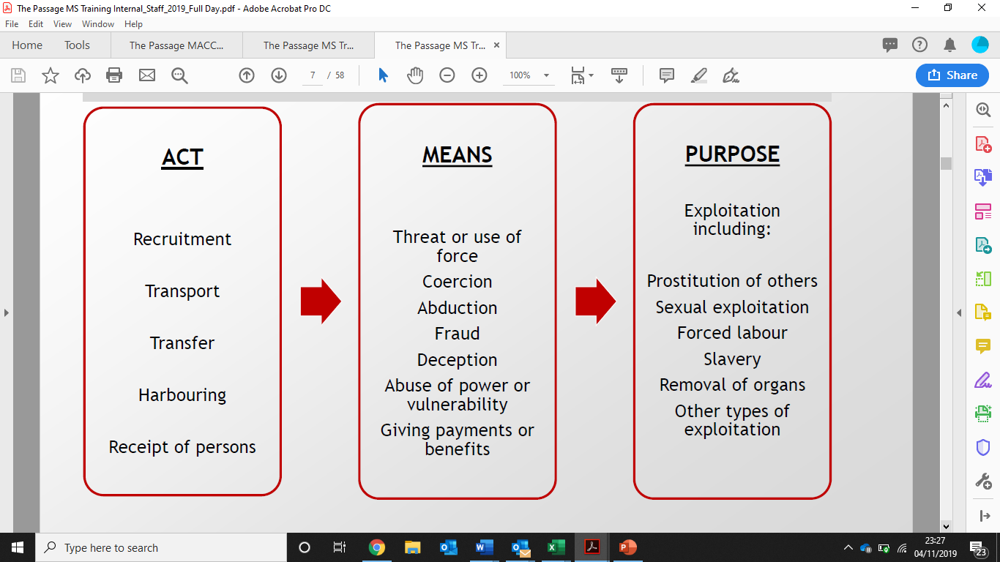 The Passage MS Training Internal_Staff_2019_Full Day.pdf - Adobe Acrobat Pro DC
File Edit View Window Help
Home Tools The Passage MACC... The Passage MS Tr... The Passage MS Tr... ×
7 / 58 100% Share
ACT
Recruitment
Transport
Transfer
Harbouring
Receipt of persons
MEANS
Threat or use of
force
Coercion
Abduction
Fraud
Deception
Abuse of power or
vulnerability
Giving payments or
benefits
PURPOSE
Exploitation
including:
Prostitution of others
Sexual exploitation
Forced labour
Slavery
Removal of organs
Other types of
exploitation
Type here to search
23:27
04/11/2019
23